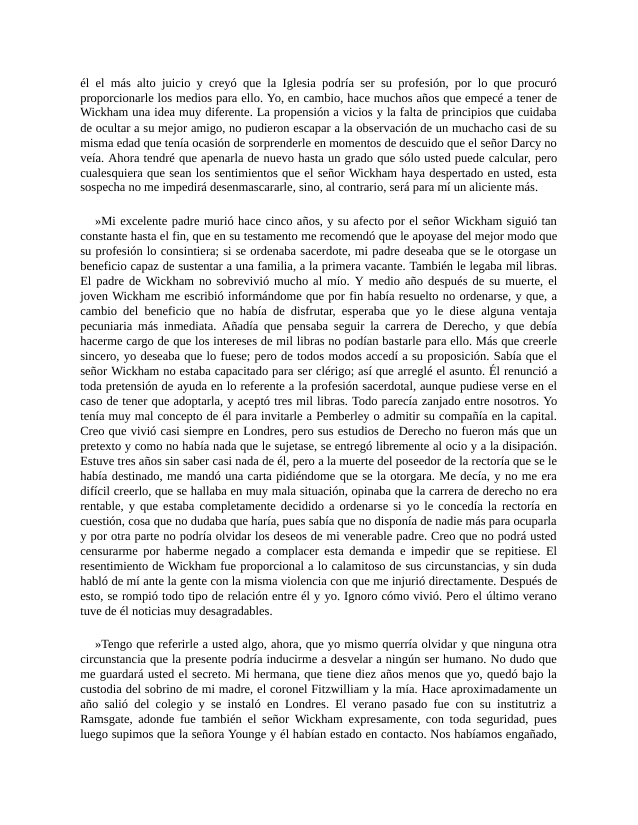 él el más alto juicio y creyó que la Iglesia podría ser su profesión, por lo que procuró
proporcionarle los medios para ello. Yo, en cambio, hace muchos años que empecé a tener de
Wickham una idea muy diferente. La propensión a vicios y la falta de principios que cuidaba
de ocultar a su mejor amigo, no pudieron escapar a la observación de un muchacho casi de su
misma edad que tenía ocasión de sorprenderle en momentos de descuido que el señor Darcy no
veía. Ahora tendré que apenarla de nuevo hasta un grado que sólo usted puede calcular, pero
cualesquiera que sean los sentimientos que el señor Wickham haya despertado en usted, esta
sospecha no me impedirá desenmascararle, sino, al contrario, será para mí un aliciente más.
»Mi excelente padre murió hace cinco años, y su afecto por el señor Wickham siguió tan
constante hasta el fin, que en su testamento me recomendó que le apoyase del mejor modo que
su profesión lo consintiera; si se ordenaba sacerdote, mi padre deseaba que se le otorgase un
beneficio capaz de sustentar a una familia, a la primera vacante. También le legaba mil libras.
El padre de Wickham no sobrevivió mucho al mío. Y medio año después de su muerte, el
joven Wickham me escribió informándome que por fin había resuelto no ordenarse, y que, a
cambio del beneficio que no había de disfrutar, esperaba que yo le diese alguna ventaja
pecuniaria más inmediata. Añadía que pensaba seguir la carrera de Derecho, y que debía
hacerme cargo de que los intereses de mil libras no podían bastarle para ello. Más que creerle
sincero, yo deseaba que lo fuese; pero de todos modos accedí a su proposición. Sabía que el
señor Wickham no estaba capacitado para ser clérigo; así que arreglé el asunto. Él renunció a
toda pretensión de ayuda en lo referente a la profesión sacerdotal, aunque pudiese verse en el
caso de tener que adoptarla, y aceptó tres mil libras. Todo parecía zanjado entre nosotros. Yo
tenía muy mal concepto de él para invitarle a Pemberley o admitir su compañía en la capital.
Creo que vivió casi siempre en Londres, pero sus estudios de Derecho no fueron más que un
pretexto y como no había nada que le sujetase, se entregó libremente al ocio y a la disipación.
Estuve tres años sin saber casi nada de él, pero a la muerte del poseedor de la rectoría que se le
había destinado, me mandó una carta pidiéndome que se la otorgara. Me decía, y no me era
difícil creerlo, que se hallaba en muy mala situación, opinaba que la carrera de derecho no era
rentable, y que estaba completamente decidido a ordenarse si yo le concedía la rectoría en
cuestión, cosa que no dudaba que haría, pues sabía que no disponía de nadie más para ocuparla
y por otra parte no podría olvidar los deseos de mi venerable padre. Creo que no podrá usted
censurarme por haberme negado a complacer esta demanda e impedir que se repitiese. El
resentimiento de Wickham fue proporcional a lo calamitoso de sus circunstancias, y sin duda
habló de mí ante la gente con la misma violencia con que me injurió directamente. Después de
esto, se rompió todo tipo de relación entre él y yo. Ignoro cómo vivió. Pero el último verano
tuve de él noticias muy desagradables.
»Tengo que referirle a usted algo, ahora, que yo mismo querría olvidar y que ninguna otra
circunstancia que la presente podría inducirme a desvelar a ningún ser humano. No dudo que
me guardará usted el secreto. Mi hermana, que tiene diez años menos que yo, quedó bajo la
custodia del sobrino de mi madre, el coronel Fitzwilliam y la mía. Hace aproximadamente un
año salió del colegio y se instaló en Londres. El verano pasado fue con su institutriz a
Ramsgate, adonde fue también el señor Wickham expresamente, con toda seguridad, pues
luego supimos que la señora Younge y él habían estado en contacto. Nos habíamos engañado,